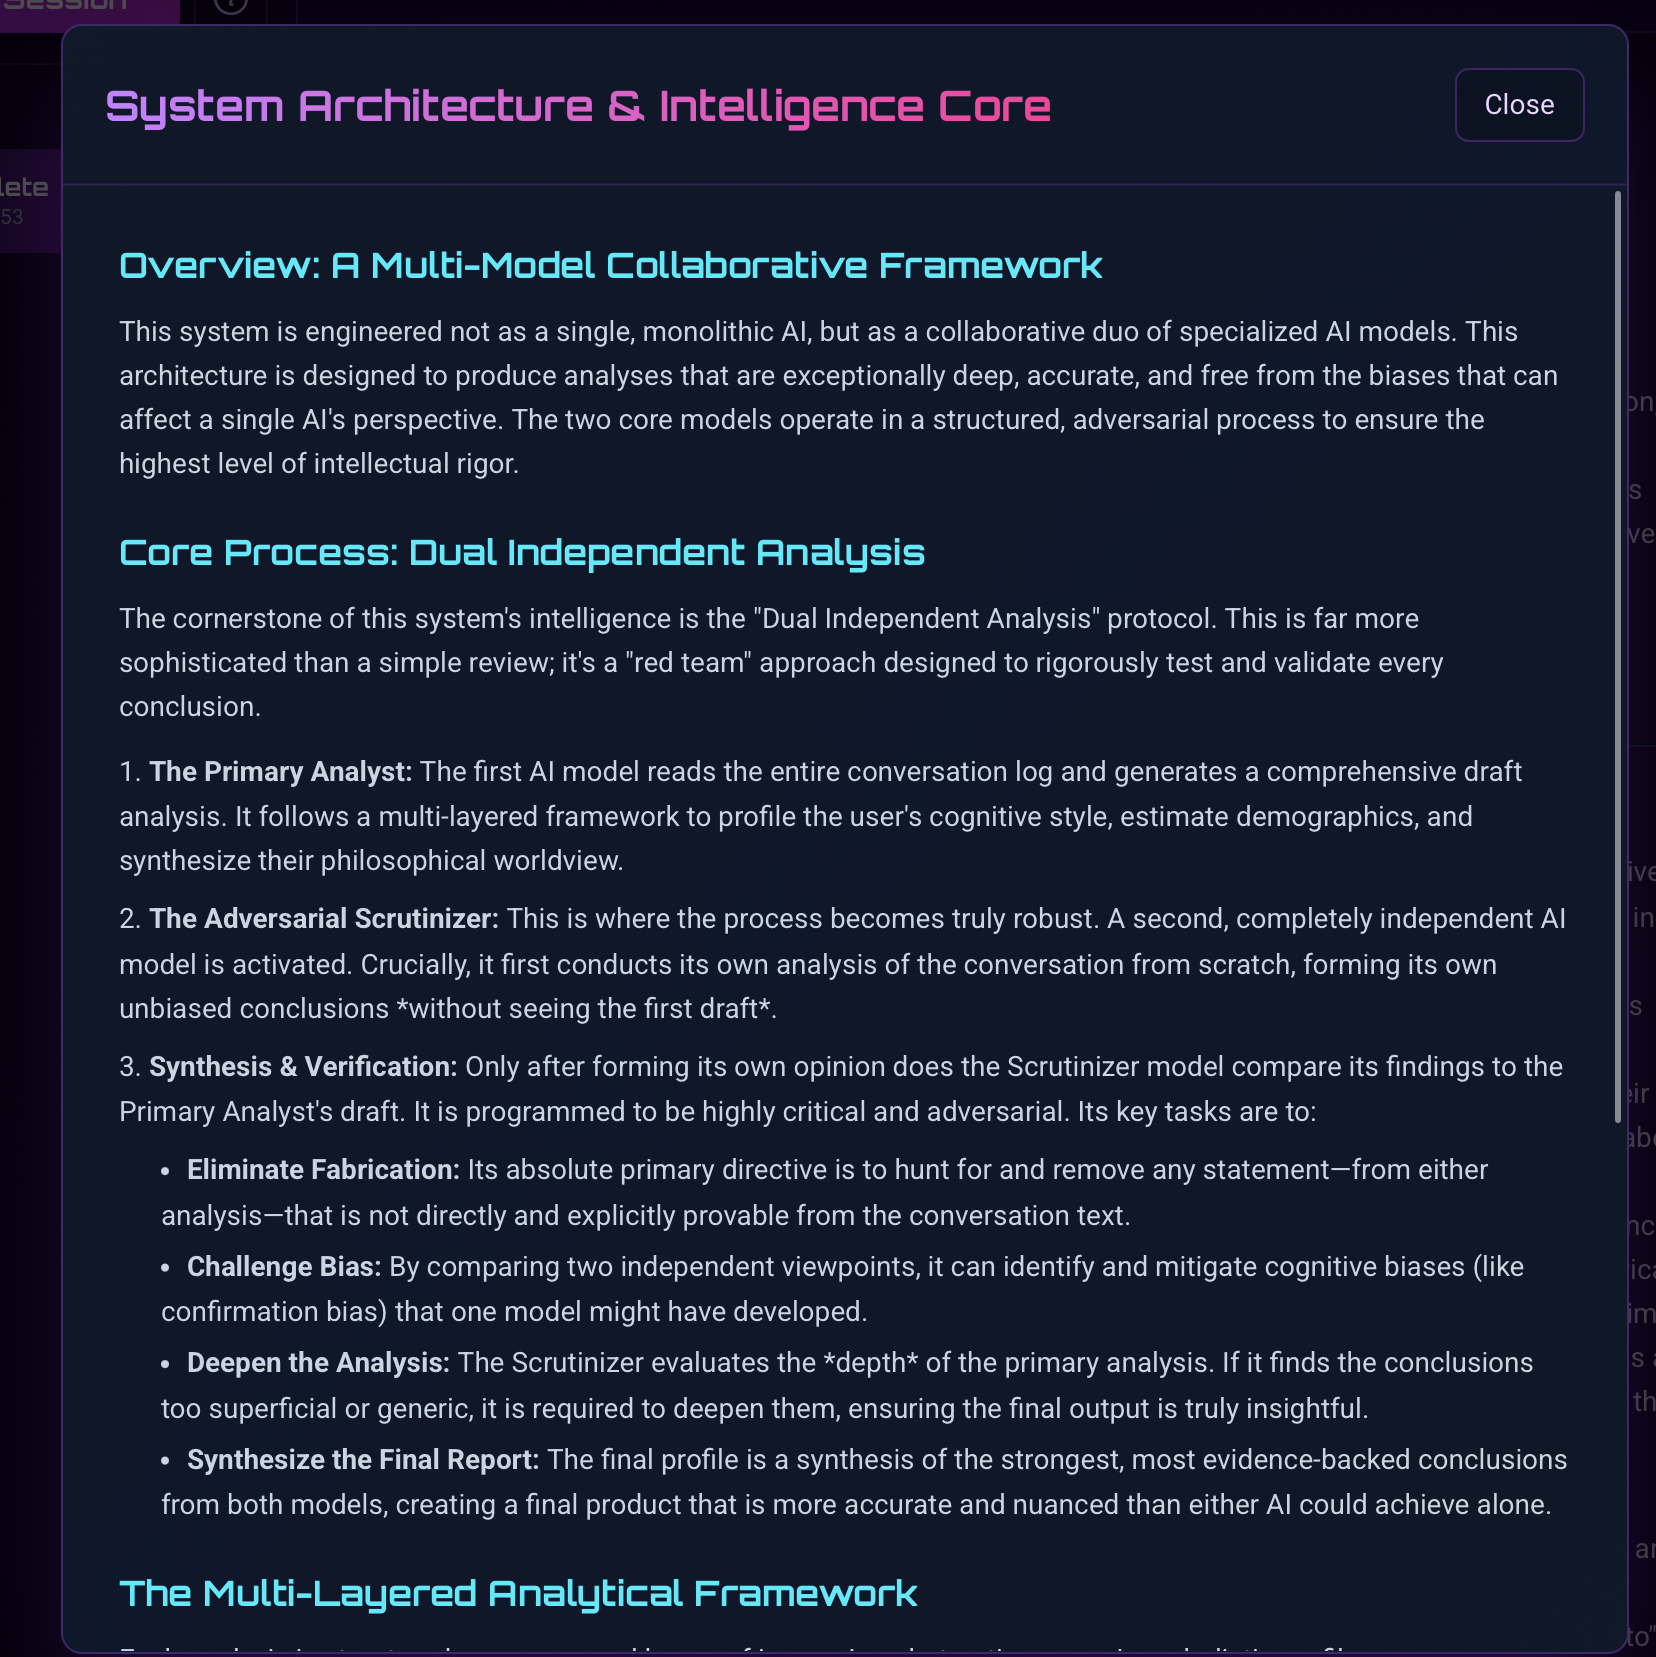 Session
lete
53
System Architecture & Intelligence Core
Close
Overview: A Multi-Model Collaborative Framework
This system is engineered not as a single, monolithic AI, but as a collaborative duo of specialized AI models. This
architecture is designed to produce analyses that are exceptionally deep, accurate, and free from the biases that can
affect a single AI's perspective. The two core models operate in a structured, adversarial process to ensure the
highest level of intellectual rigor.
Core Process: Dual Independent Analysis
The cornerstone of this system's intelligence is the "Dual Independent Analysis" protocol. This is far more
sophisticated than a simple review; it's a "red team" approach designed to rigorously test and validate every
conclusion.
1. The Primary Analyst: The first AI model reads the entire conversation log and generates a comprehensive draft
analysis. It follows a multi-layered framework to profile the user's cognitive style, estimate demographics, and
synthesize their philosophical worldview.
2. The Adversarial Scrutinizer: This is where the process becomes truly robust. A second, completely independent AI
model is activated. Crucially, it first conducts its own analysis of the conversation from scratch, forming its own
unbiased conclusions *without seeing the first draft*.
3. Synthesis & Verification: Only after forming its own opinion does the Scrutinizer model compare its findings to the
Primary Analyst's draft. It is programmed to be highly critical and adversarial. Its key tasks are to:
• Eliminate Fabrication: Its absolute primary directive is to hunt for and remove any statement—from either
analysis—that is not directly and explicitly provable from the conversation text.
• Challenge Bias: By comparing two independent viewpoints, it can identify and mitigate cognitive biases (like
confirmation bias) that one model might have developed.
• Deepen the Analysis: The Scrutinizer evaluates the *depth* of the primary analysis. If it finds the conclusions
too superficial or generic, it is required to deepen them, ensuring the final output is truly insightful.
• Synthesize the Final Report: The final profile is a synthesis of the strongest, most evidence-backed conclusions
from both models, creating a final product that is more accurate and nuanced than either AI could achieve alone.
The Multi-Layered Analytical Framework